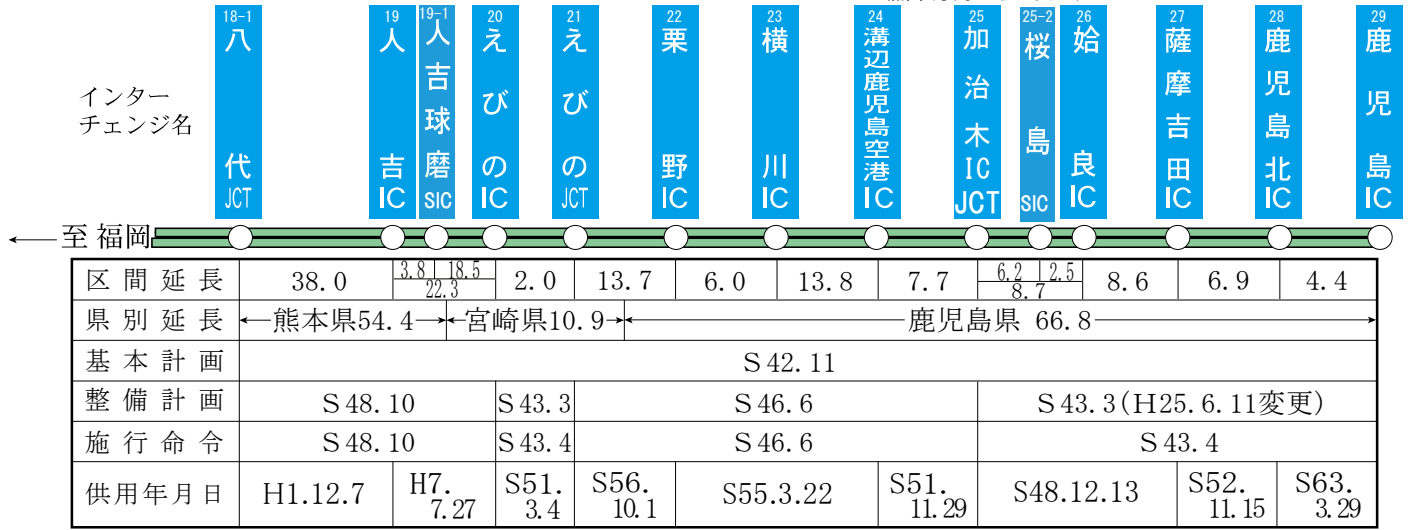 18-1 19 19-1 20 21 22 23 24 25 25-2 26 27 28 29
インター
チェンジ名
八代JCT
人吉IC
人吉球磨SIC
えびのIC
えびのJCT
栗野IC
横川IC
溝辺鹿児島空港IC
加治木IC JCT
桜島SIC
姶良IC
薩摩吉田IC
鹿児島北IC
鹿児島IC
至福岡
区間延長 38.0 3.8 18.5 22.3 2.0 13.7 6.0 13.8 7.7 6.2 2.5 8.7 8.6 6.9 4.4
県別延長 熊本県54.4 宮崎県10.9 鹿児島県 66.8
基本計画 S42.11
整備計画 S48.10 S43.3 S46.6 S43.3(H25.6.11変更)
施行命令 S48.10 S43.4 S46.6 S43.4
供用年月日 H1.12.7 H7.7.27 S51.3.4 S56.10.1 S55.3.22 S51.11.29 S48.12.13 S52.11.15 S63.3.29